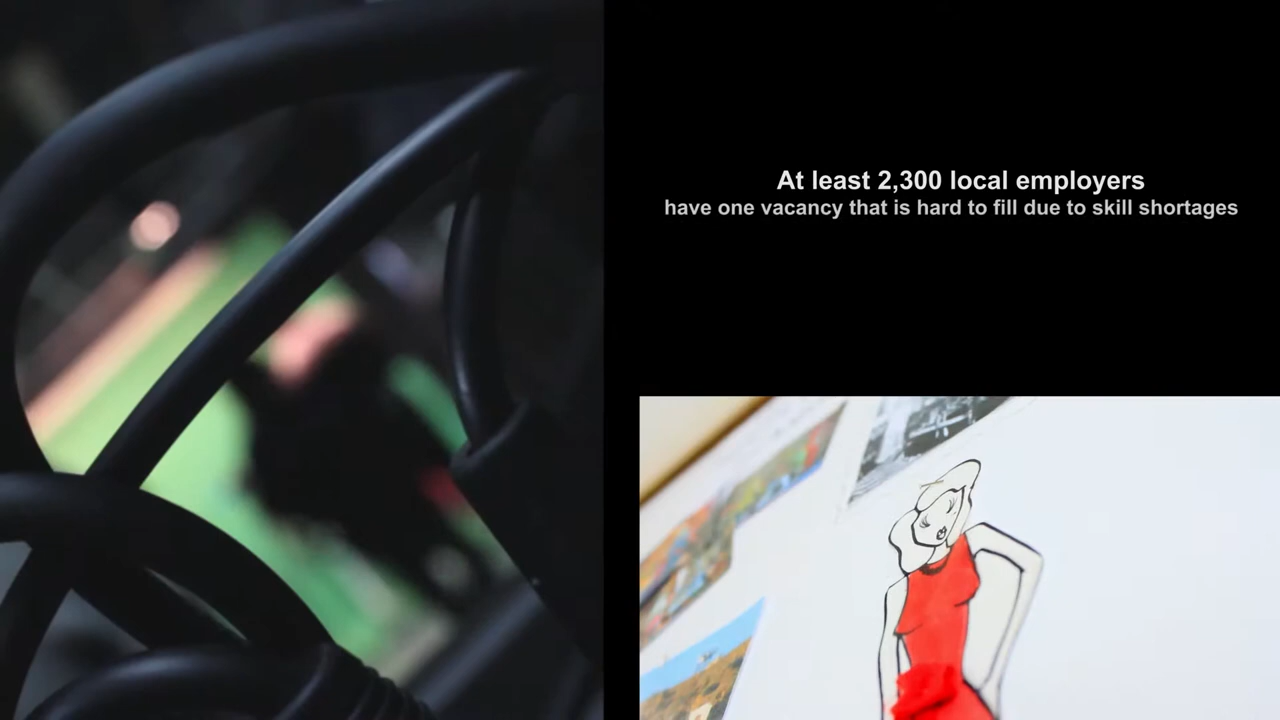 At least 2,300 local employers
have one vacancy that is hard to fill due to skill shortages